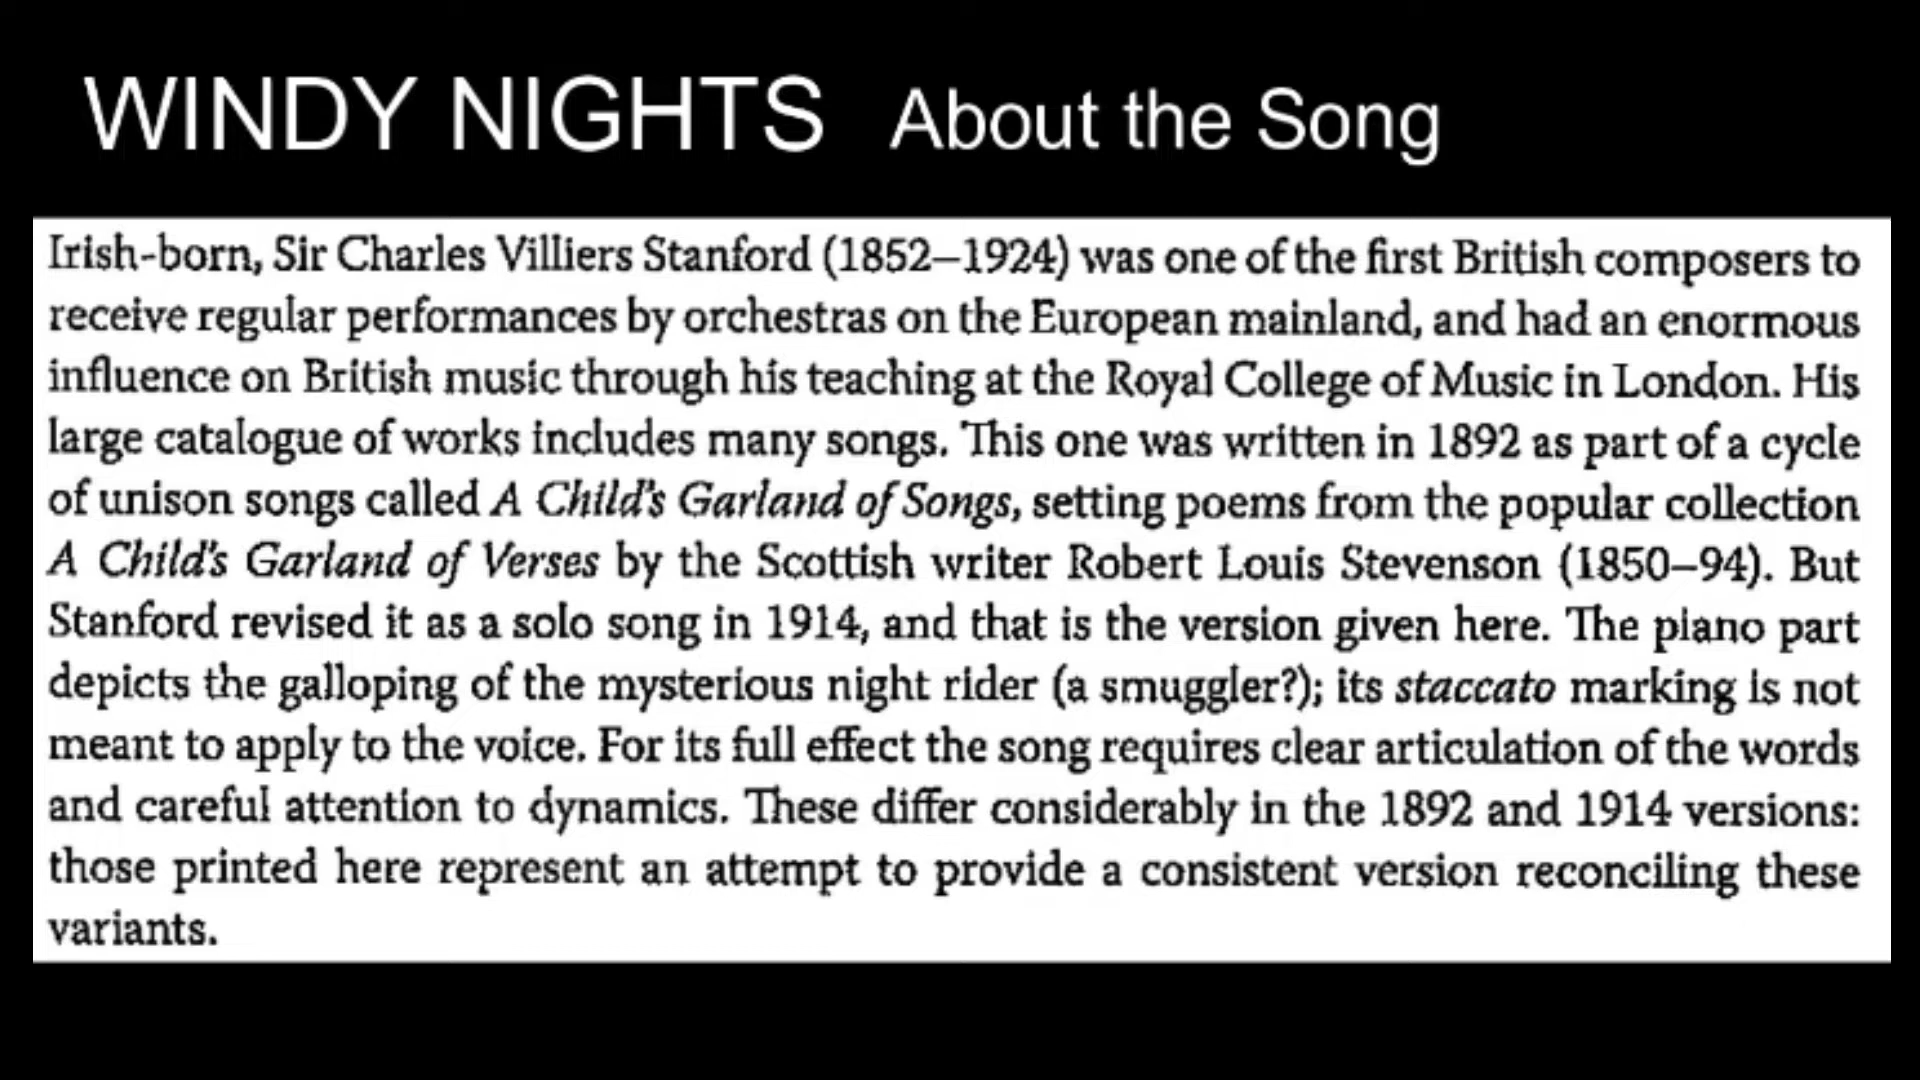 WINDY NIGHTS About the Song
Irish-born, Sir Charles Villiers Stanford (1852–1924) was one of the first British composers to
receive regular performances by orchestras on the European mainland, and had an enormous
influence on British music through his teaching at the Royal College of Music in London. His
large catalogue of works includes many songs. This one was written in 1892 as part of a cycle
of unison songs called A Child's Garland of Songs, setting poems from the popular collection
A Child's Garland of Verses by the Scottish writer Robert Louis Stevenson (1850–94). But
Stanford revised it as a solo song in 1914, and that is the version given here. The piano part
depicts the galloping of the mysterious night rider (a smuggler?); its staccato marking is not
meant to apply to the voice. For its full effect the song requires clear articulation of the words
and careful attention to dynamics. These differ considerably in the 1892 and 1914 versions:
those printed here represent an attempt to provide a consistent version reconciling these
variants.